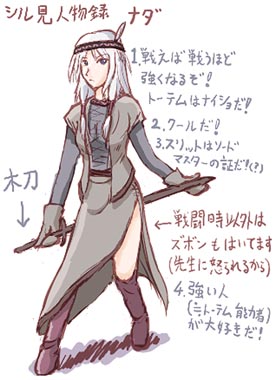 シル見人物録 ナダ
1.戦えば戦うほど
強くなるぞ!
トーテムはナイショだ!
2.クールだ!
3.スリットはソード
マスターの証だ!(?)
木刀
↓
←戦闘時以外は
ズボンもはいてます
(先生に怒られるから)
4.強い人
(≒トーテム能力者)
が大好きだ!